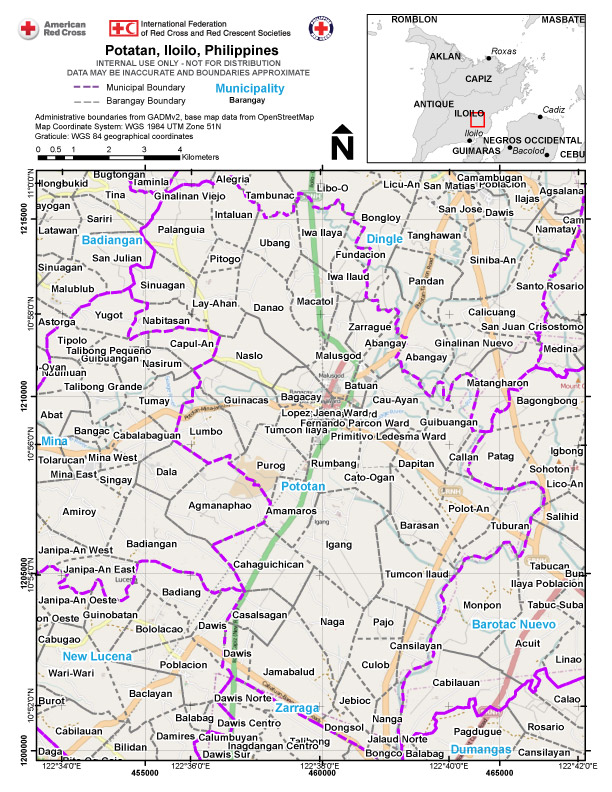 American
Red Cross
International Federation
of Red Cross and Red Crescent Societies
Potatan, Iloilo, Philippines
INTERNAL USE ONLY - NOT FOR DISTRIBUTION
DATA MAY BE INACCURATE AND BOUNDARIES APPROXIMATE
Municipal Boundary
Municipality
Barangay Boundary
Barangay
Administrative boundaries from GADMv2, base map data from OpenStreetMap
Map Coordinate System: WGS 1984 UTM Zone 51N
Graticule: WGS 84 geographical coordinates
0 0.5 1 2 3 4
Kilometers
N
ROMBLON
MASBATE
Roxas
AKLAN
CAPIZ
ANTIQUE
ILOILO
Cadiz
Iloilo
NEGROS OCCIDENTAL
GUIMARAS
Bacolod
CEBU
Bugtongan
Hongbukid
Taminla
Alegria
Tina
Ginalinan Viejo
Tambunac
Libo-O
Licu-An
Camambugan
San Matias
Poblacion
Agsalana
Ilajas
ayogan
Sariri
Intaluan
Bongloy
San Jose
Dawis
Cam
Latawan
Badiangan
Palanguia
Iwa Ilaya
Dingle
Tanghawan
Namatay
San Julian
Ubang
Fundacion
Sinuagan
Pitogo
Siniba-An
Malublub
Sinuagan
Iwa Ilaud
Pandan
Santo Rosario
Yugot
Lay-Ahan
Danao
Macatol
Calicuang
Astorga
Nabitasan
Zarrague
San Juan Crisostomo
Tipolo
Capul-An
Abangay
Ginalinan Nuevo
Medina
Talibong Pequeño
Guibuangan
Naslo
Malusgod
Abangay
Oyan
Nasirum
Malusgod
Talibong Grande
Batuan
Matangharon
Tumay
Guinacas
Bagacay
Cau-Ayan
Bagongbong
Abat
Lopez Jaena Ward
Bangac
Cabalabaguan
Lumbo
Fernando Parcon Ward
Guibuangan
Mina
Tumcon Ilaya
Primitivo Ledesma Ward
Igbong
Tolarucan
Mina West
Purog
Rumbang
Dapitan
Callan
Patag
Sohoton
Mina East
Dala
Cato-Ogan
Lico-An
Singay
Pototan
Agmanaphao
Polot-An
Amiroy
Amamaros
Barasan
Tuburan
Salihid
Igang
Badiangan
Igang
Janipa-An West
Cahaguichican
Tabucan
Janipa-An East
Tumcon Ilaud
Bun
Ilaya Poblacion
Janipa-An Oeste
Badiang
Monpon
Tabuc-Suba
Guinobatan
Casalsagan
Naga
Pajo
Barotac Nuevo
on Oeste
Bololacao
Dawis
Cabugao
Cansilayan
Acuit
New Lucena
Dawis
Culob
Linao
Poblacion
Wari-Wari
Jamabalud
Cabilauan
Baclayan
Burot
Dawis Norte
Jebioc
Calao
Zarraga
Balabag
Dawis Centro
Nanga
Rosario
Cabilauan
Damires
Calumbuyan
Talibong
Dongsol
Jalaud Norte
Pagdugue
Daga
Bilidan
Inagdangan Centro
Bongco
Balabag
Dumangas
Cansilayan
Dawis Sur
1215000
1210000
1205000
1200000
11°0'0"N
10°58'0"N
10°56'0"N
10°52'0"N
122°34'0"E
122°36'0"E
122°38'0"E
122°40'0"E
122°42'0"E
455000
460000
465000